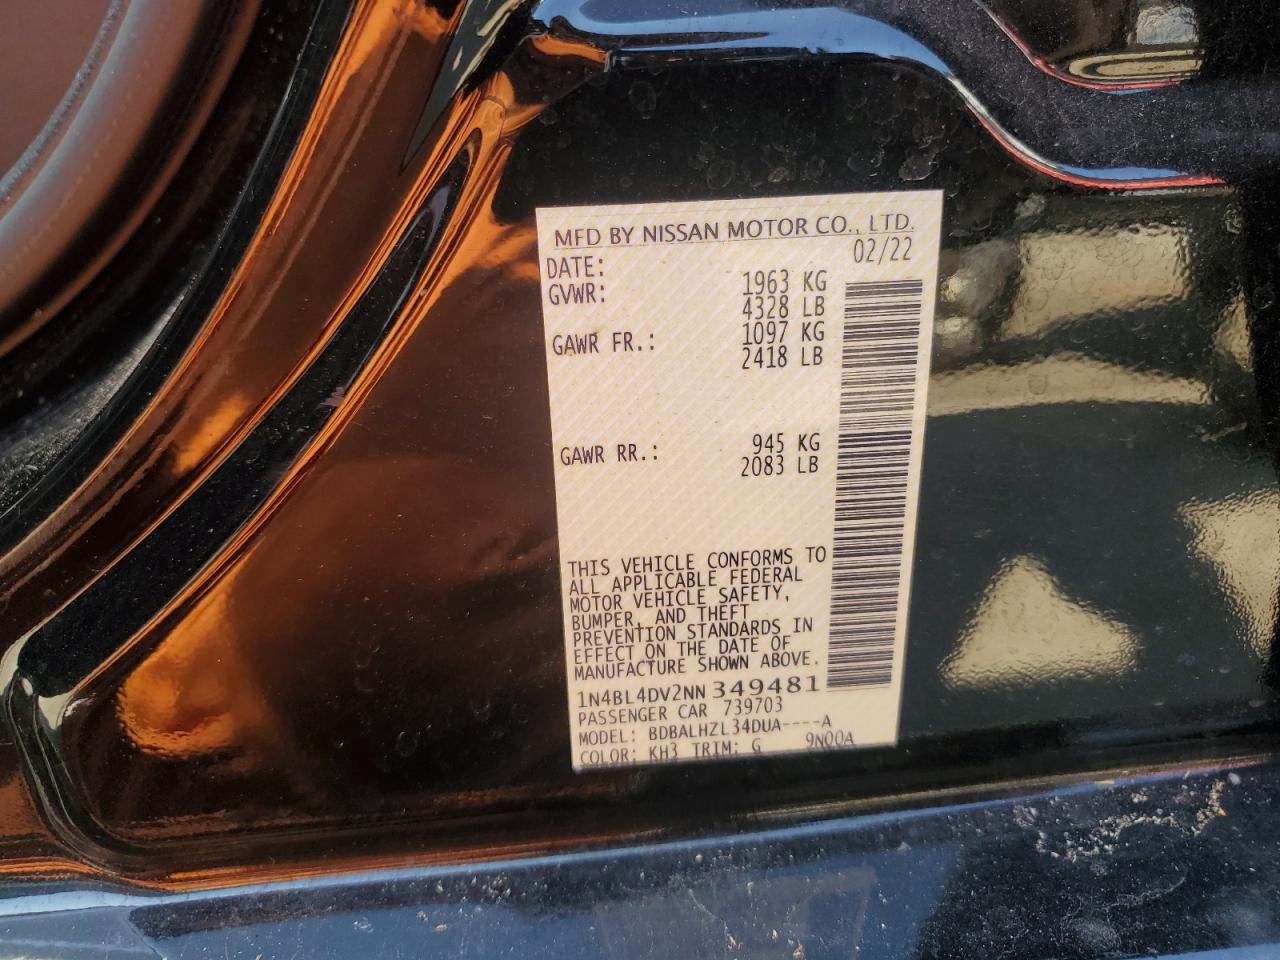 MFD BY NISSAN MOTOR CO., LTD.
DATE: 02/22
GVWR: 1963 KG
4328 LB
GAWR FR.: 1097 KG
2418 LB
GAWR RR.: 945 KG
2083 LB
THIS VEHICLE CONFORMS TO
ALL APPLICABLE FEDERAL
MOTOR VEHICLE SAFETY,
BUMPER, AND THEFT
PREVENTION STANDARDS IN
EFFECT ON THE DATE OF
MANUFACTURE SHOWN ABOVE.
1N4BL4DV2NN349481
PASSENGER CAR 739703
MODEL: BDBALHZL34DUA----A
COLOR: KH3 TRIM: G 9N00A